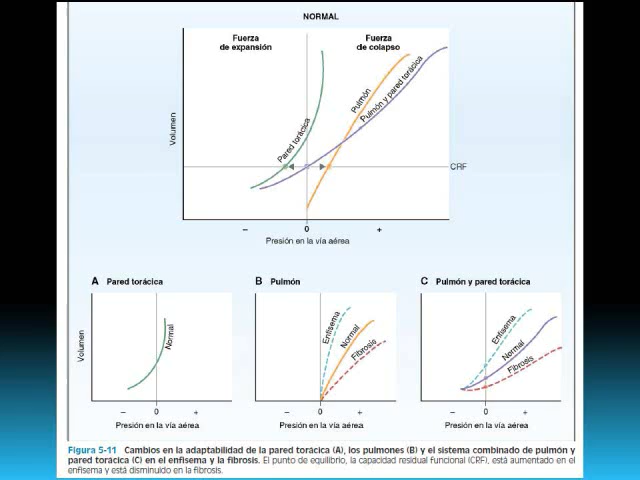 NORMAL
Fuerza
de expansión
Fuerza
de colapso
Volumen
Pared torácica
Pulmón
Pulmón y pared torácica
CRF
– 0 +
Presión en la vía aérea
A Pared torácica
Volumen
Normal
– 0 +
Presión en la vía aérea
B Pulmón
Enfisema
Normal
Fibrosis
– 0 +
Presión en la vía aérea
C Pulmón y pared torácica
Enfisema
Normal
Fibrosis
– 0 +
Presión en la vía aérea
Figura 5-11 Cambios en la adaptabilidad de la pared torácica (A), los pulmones (B) y el sistema combinado de pulmón y
pared torácica (C) en el enfisema y la fibrosis. El punto de equilibrio, la capacidad residual funcional (CRF), está aumentado en el
enfisema y está disminuido en la fibrosis.